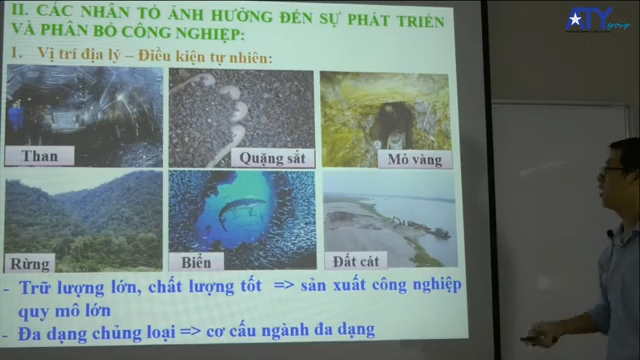 II. CÁC NHÂN TỐ ẢNH HƯỞNG ĐẾN SỰ PHÁT TRIỂN
VÀ PHÂN BỐ CÔNG NGHIỆP:
1. Vị trí địa lý – Điều kiện tự nhiên:
Than
Quặng sắt
Mỏ vàng
Rừng
Biển
Đất cát
- Trữ lượng lớn, chất lượng tốt => sản xuất công nghiệp
quy mô lớn
- Đa dạng chủng loại => cơ cấu ngành đa dạng
ATY group